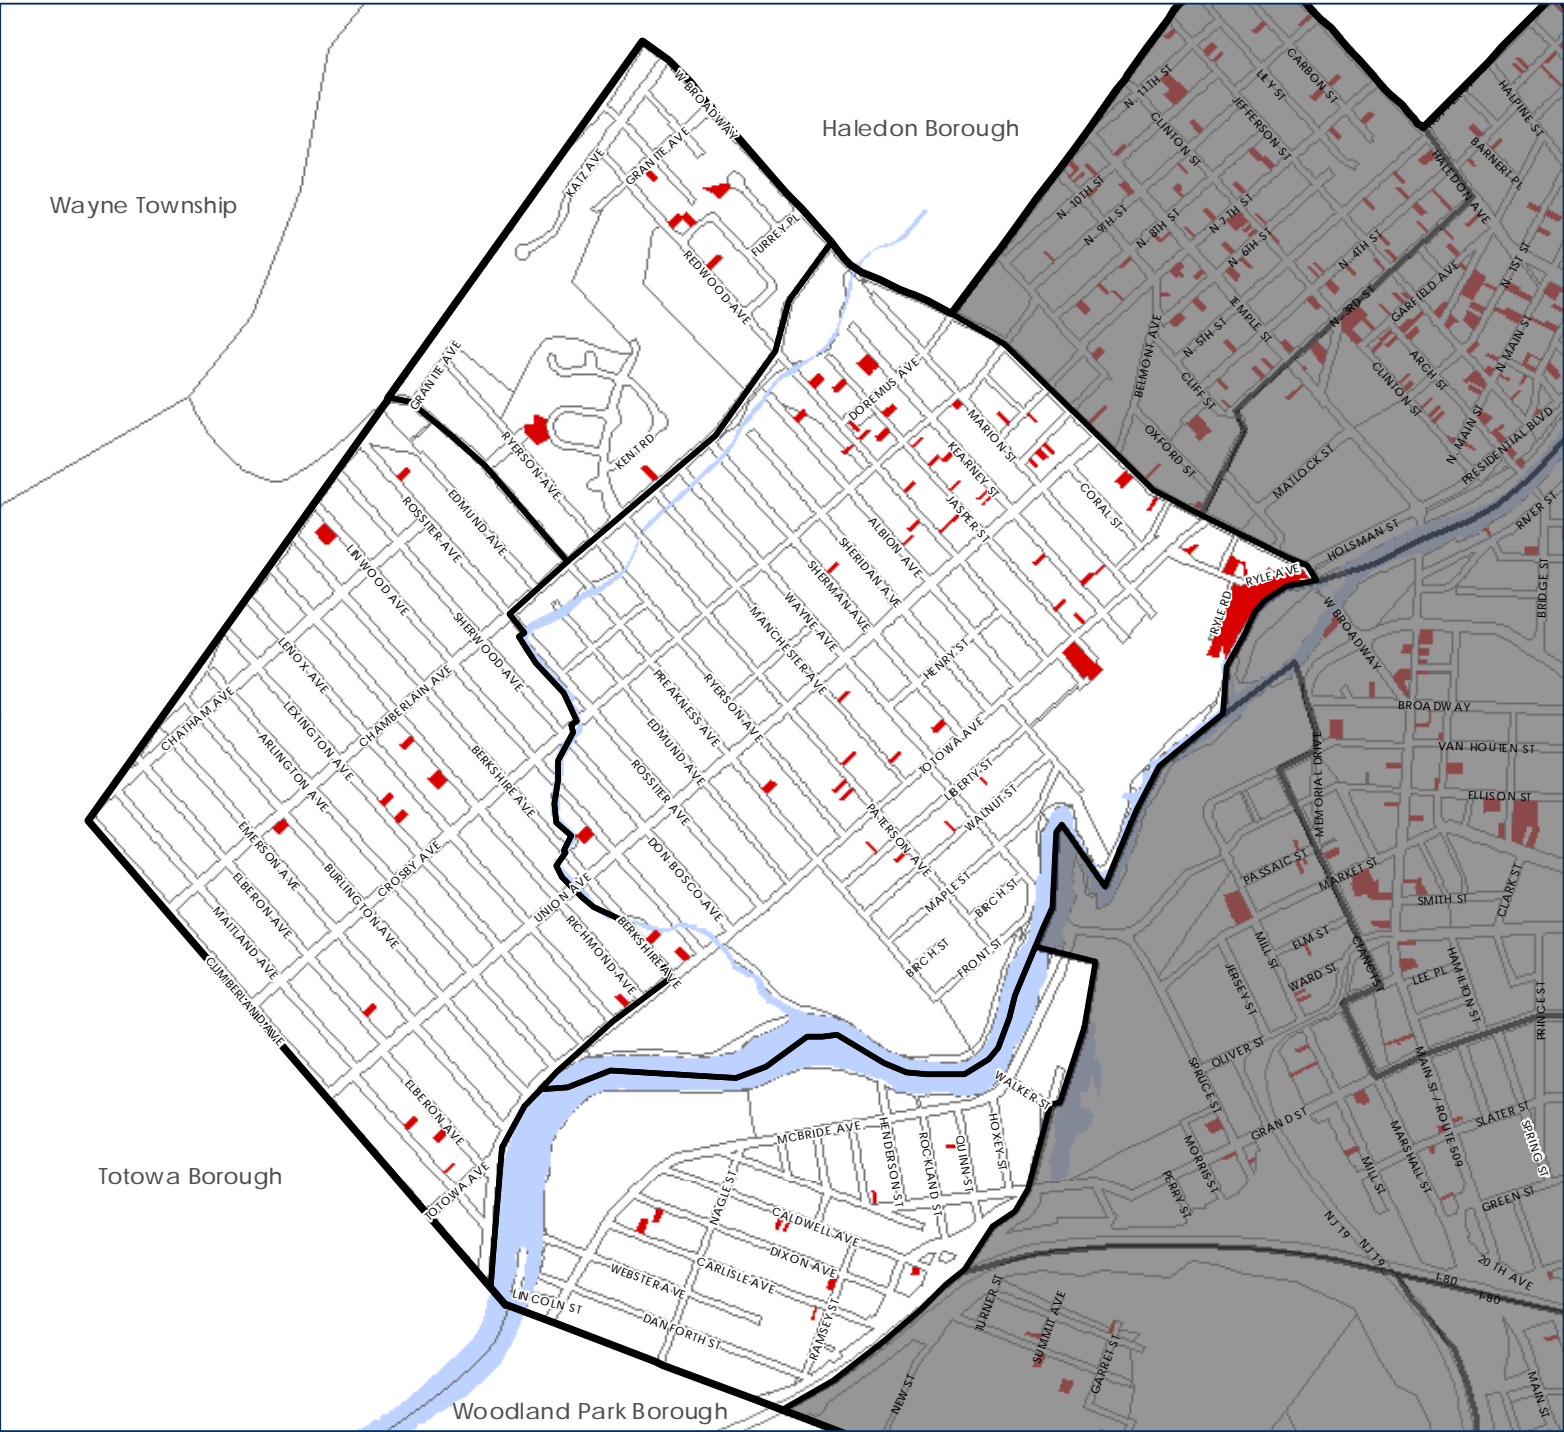 Wayne Township
Haledon Borough
Totowa Borough
Woodland Park Borough
W BROADWAY
KATZ AVE
GRANITE AVE
FURREY PL
REDWOOD AVE
GRANITE AVE
RYERSON AVE
KENT RD
EDMUND AVE
ROSSITER AVE
LINWOOD AVE
SHERWOOD AVE
LENOX AVE
CHATHAM AVE
CHAMBERLAIN AVE
LEXINGTON AVE
ARLINGTON AVE
BERKSHIRE AVE
EMERSON AVE
BURLINGTON AVE
CROSBY AVE
ELBERON AVE
MAITLAND AVE
CUMBERLAND AVE
UNION AVE
RICHMOND AVE
BERKSHIRE AVE
ELBERON AVE
TOTOWA AVE
DOREMUS AVE
MARION ST
KEARNEY ST
JASPER ST
CORAL ST
ALBION AVE
SHERIDAN AVE
SHERMAN AVE
WAYNE AVE
MANCHESTER AVE
HENRY ST
RYERSON AVE
PREAKNESS AVE
EDMUND AVE
ROSSITER AVE
DON BOSCO AVE
TOTOWA AVE
LIBERTY ST
WALNUT ST
PATERSON AVE
MAPLE ST
BIRCH ST
BIRCH ST
FRONT ST
RYLE AVE
RYLE RD
WALKER ST
MCBRIDE AVE
HENDERSON ST
ROCKLAND ST
QUINN ST
HOXEY ST
NAGLE ST
CALDWELL AVE
DIXON AVE
CARLISLE AVE
WEBSTER AVE
LINCOLN ST
DANFORTH ST
RAMSEY ST
N. 11TH ST
CARBON ST
LILY ST
JEFFERSON ST
CLINTON ST
HALPINE ST
BARNERT PL
HALEDON AVE
N. 10TH ST
N. 9TH ST
N. 8TH ST
N 7TH ST
N. 6TH ST
N. 4TH ST
N. 1ST ST
GARFIELD AVE
N. 3RD ST
TEMPLE ST
N. 5TH ST
BELMONT AVE
CLIFF ST
ARCH ST
CLINTON ST
N MAIN ST
N. MAIN ST
OXFORD ST
MATLOCK ST
PRESIDENTIAL BLVD
RIVER ST
HOLSMAN ST
BRIDGE ST
W BROADWAY
BROADWAY
VAN HOUTEN ST
MEMORIAL DRIVE
ELLISON ST
PASSAIC ST
MARKET ST
SMITH ST
CLARK ST
MILL ST
ELM ST
CIANCI ST
JERSEY ST
WARD ST
LEE PL
HAMILTON ST
PRINCE ST
OLIVER ST
SPRUCE ST
MAIN ST / ROUTE 509
GRAND ST
SLATER ST
SPRING ST
MORRIS ST
PERRY ST
MILL ST
MARSHALL ST
GREEN ST
NJ 19
NJ 19
20 TH AVE
I-80
I-80
TURNER ST
SUMMIT AVE
GARRET ST
NEW ST
MAIN ST